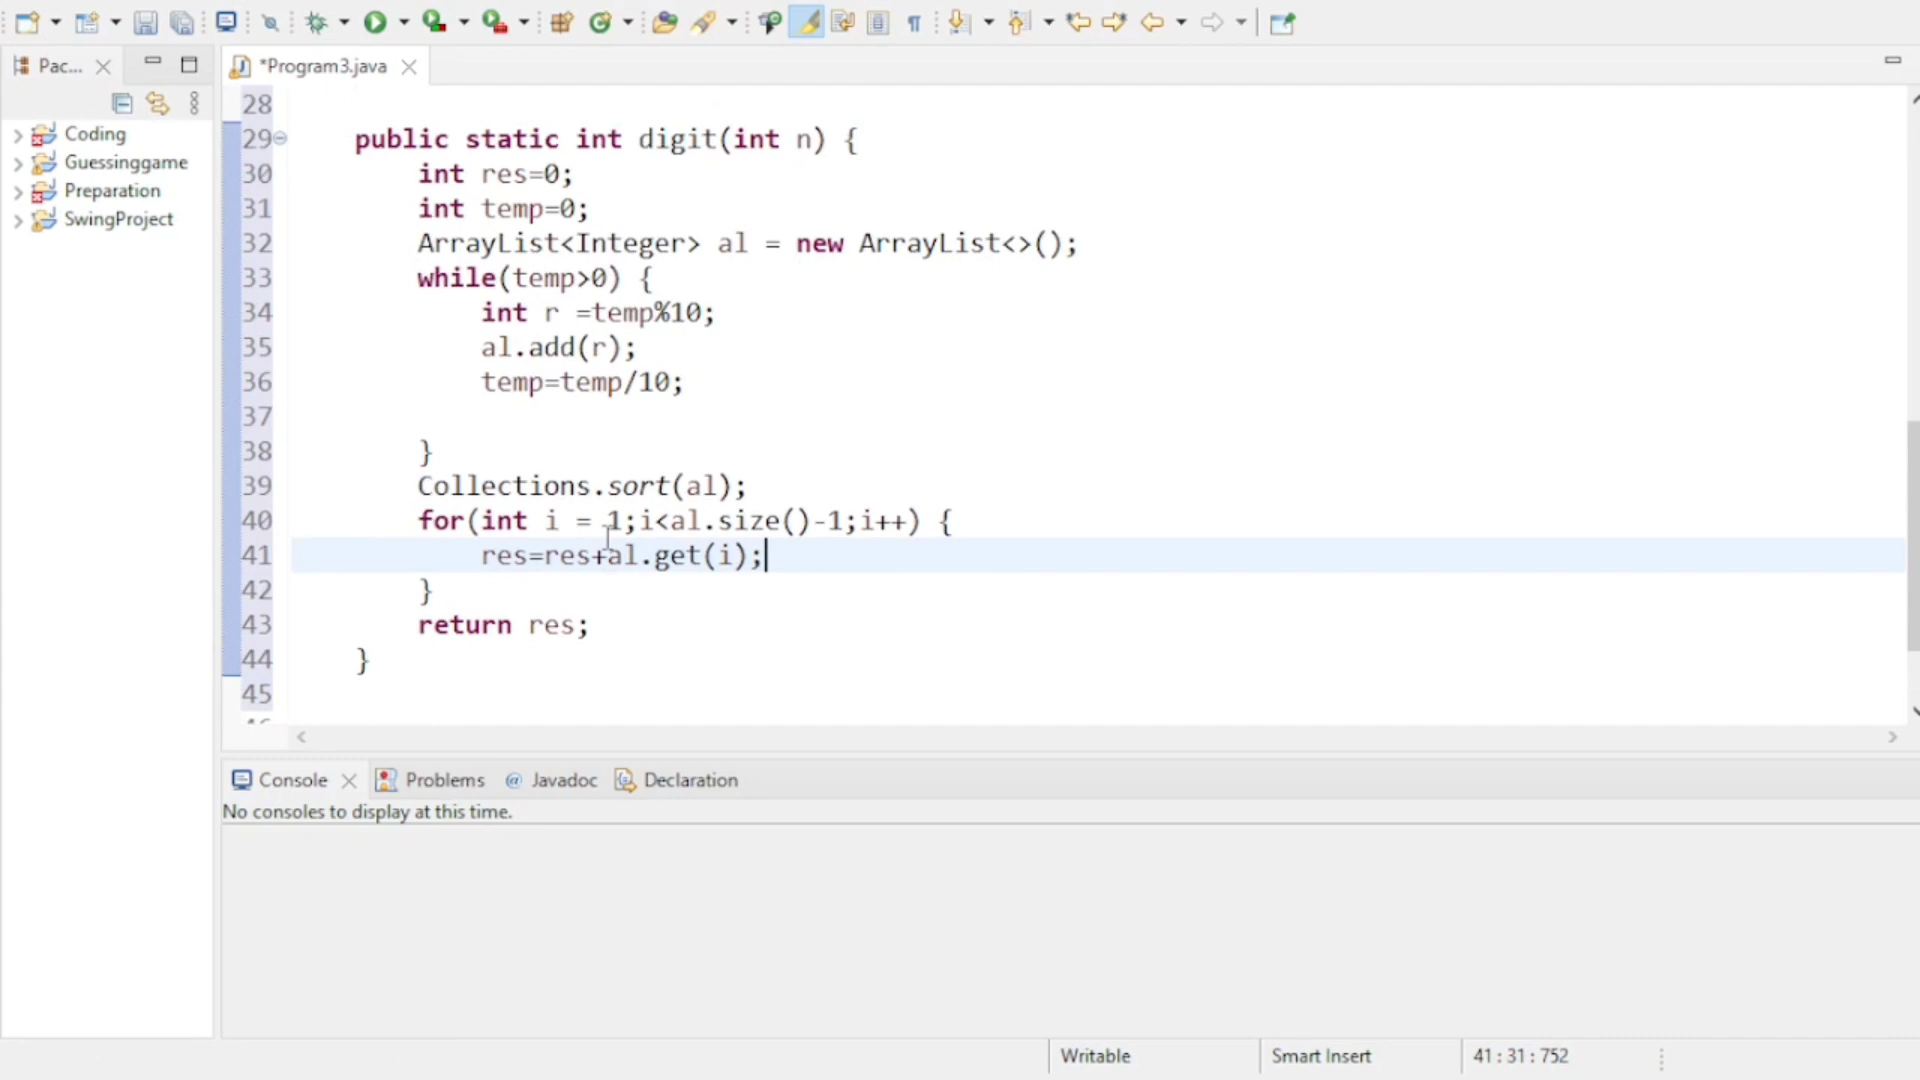 Pac...
*Program3.java
Coding
Guessinggame
Preparation
SwingProject
28
29 public static int digit(int n) {
30 int res=0;
31 int temp=0;
32 ArrayList<Integer> al = new ArrayList<>();
33 while(temp>0) {
34 int r =temp%10;
35 al.add(r);
36 temp=temp/10;
37
38 }
39 Collections.sort(al);
40 for(int i = 1;i<al.size()-1;i++) {
41 res=res+al.get(i);
42 }
43 return res;
44 }
45
Console Problems @ Javadoc Declaration
No consoles to display at this time.
Writable Smart Insert 41 : 31 : 752